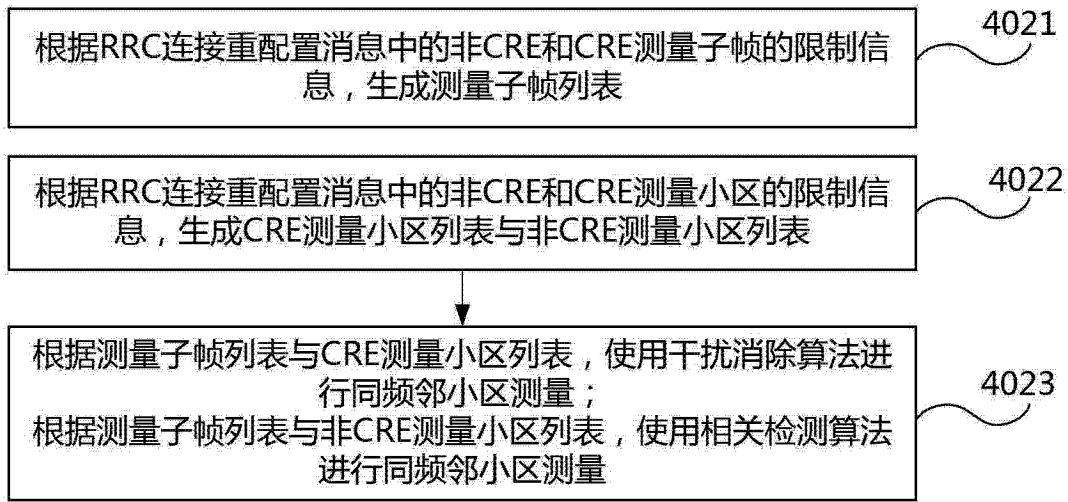 根据RRC连接重配置消息中的非CRE和CRE测量子帧的限制信
息，生成测量子帧列表
4021
根据RRC连接重配置消息中的非CRE和CRE测量小区的限制信
息，生成CRE测量小区列表与非CRE测量小区列表
4022
根据测量子帧列表与CRE测量小区列表，使用干扰消除算法进
行同频邻小区测量；
根据测量子帧列表与非CRE测量小区列表，使用相关检测算法
进行同频邻小区测量
4023